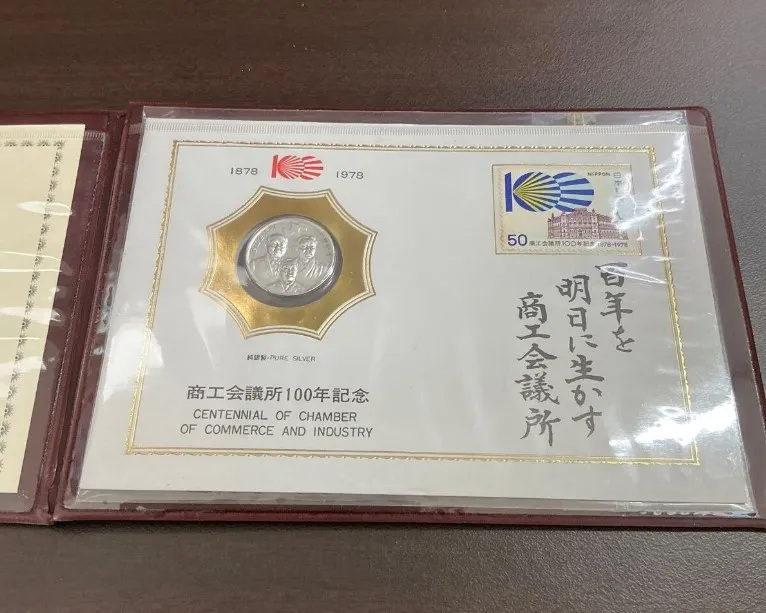 1878 100 1978
純銀製・PURE SILVER
商工会議所100年記念
CENTENNIAL OF CHAMBER
OF COMMERCE AND INDUSTRY
100
NIPPON
50 商工会議所100年記念 1878-1978
百年を
明日に生かす
商工会議所